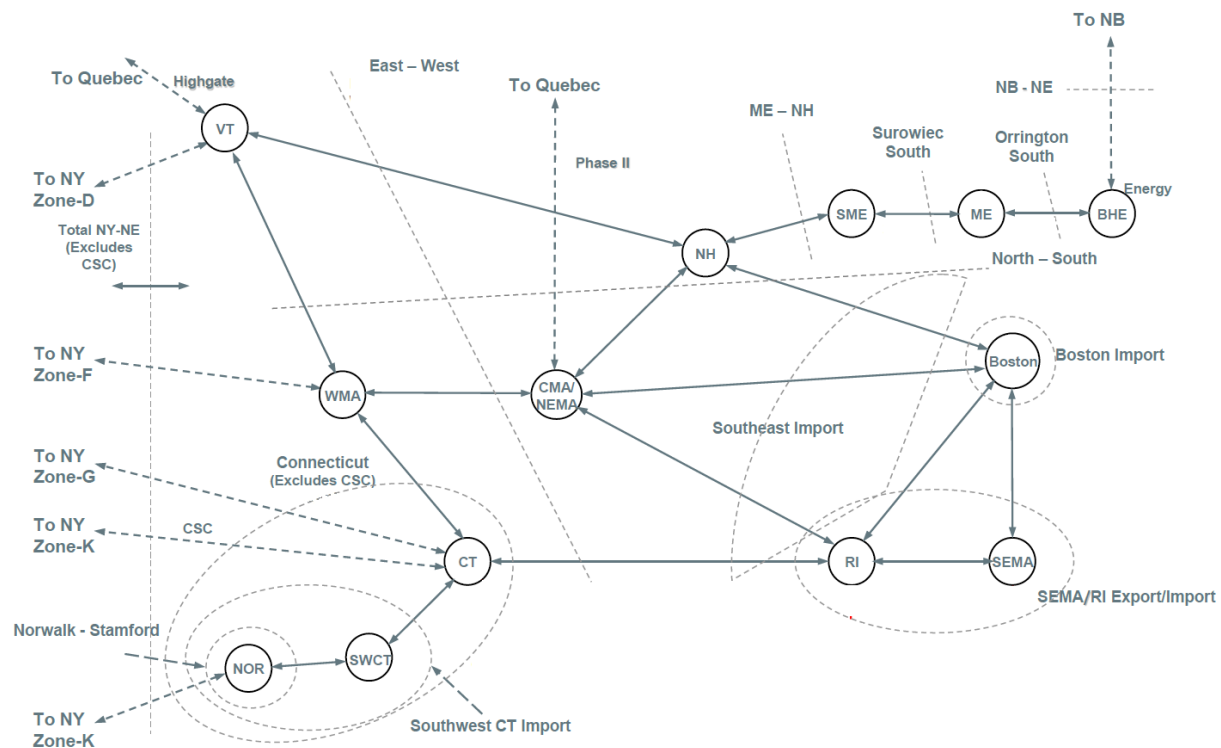 To NB
East – West
To Quebec
Highgate
To Quebec
NB - NE
ME – NH
VT
Surowiec
South
Orrington
South
Phase II
To NY
Zone-D
Energy
SME
ME
BHE
Total NY-NE
(Excludes
CSC)
NH
North – South
To NY
Zone-F
Boston
Boston Import
WMA
CMA/
NEMA
Southeast Import
To NY
Zone-G
Connecticut
(Excludes CSC)
To NY
Zone-K
CSC
CT
RI
SEMA
SEMA/RI Export/Import
Norwalk - Stamford
NOR
SWCT
To NY
Zone-K
Southwest CT Import